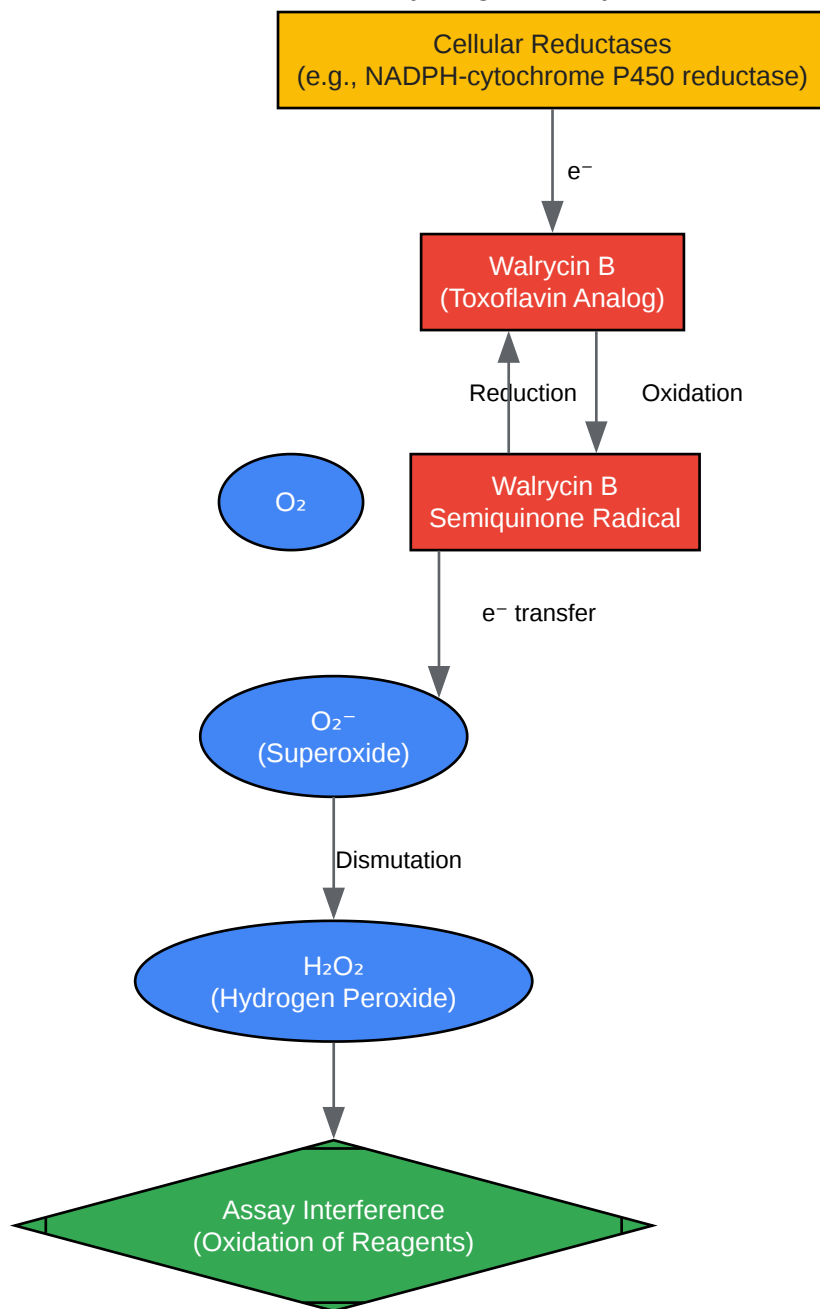 Cellular Reductases
(e.g., NADPH-cytochrome P450 reductase)
e⁻
Walrycin B
(Toxoflavin Analog)
Reduction
Oxidation
O₂
Walrycin B
Semiquinone Radical
e⁻ transfer
O₂⁻
(Superoxide)
Dismutation
H₂O₂
(Hydrogen Peroxide)
Assay Interference
(Oxidation of Reagents)